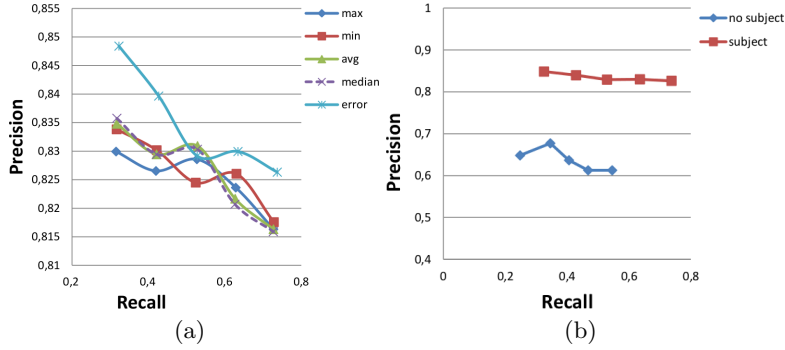 0,855
0,85
0,845
0,84
0,835
0,83
0,825
0,82
0,815
0,81
0,2
0,4
0,6
0,8
Precision
Recall
max
min
avg
median
error
(a)
1
0,9
0,8
0,7
0,6
0,5
0,4
0
0,2
0,4
0,6
0,8
Precision
Recall
no subject
subject
(b)